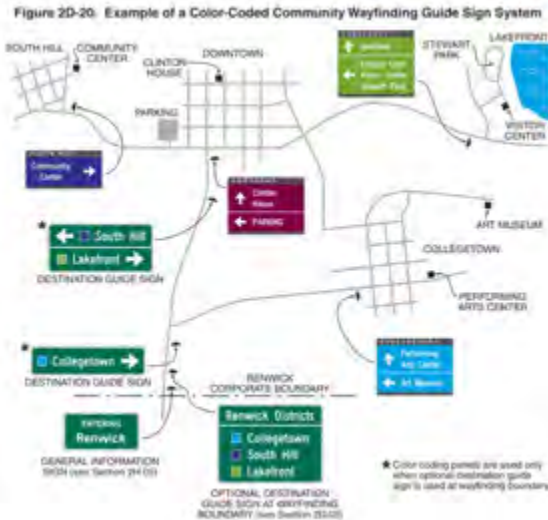 Figure 2D-20. Example of a Color-Coded Community Wayfinding Guide Sign System
SOUTH HILL
COMMUNITY
CENTER
CLINTON
HOUSE
DOWNTOWN
PARKING
STEWART
PARK
LAKEFRONT
VISITOR
CENTER
Community
Center
Clinton
House
PARKING
★ ← South Hill
Lakefront →
DESTINATION GUIDE SIGN
ART MUSEUM
COLLEGETOWN
PERFORMING
ARTS CENTER
★ Collegetown →
DESTINATION GUIDE SIGN
Performing
Arts Center
Art Museum
RENWICK
CORPORATE BOUNDARY
ENTERING
Renwick
GENERAL INFORMATION
SIGN (see Section 2H.05)
Renwick Districts
Collegetown
South Hill
Lakefront
OPTIONAL DESTINATION
GUIDE SIGN AT WAYFINDING
BOUNDARY (see Section 2D.03)
★ Color coding panels are used only
when optional destination guide
sign is used at wayfinding boundary